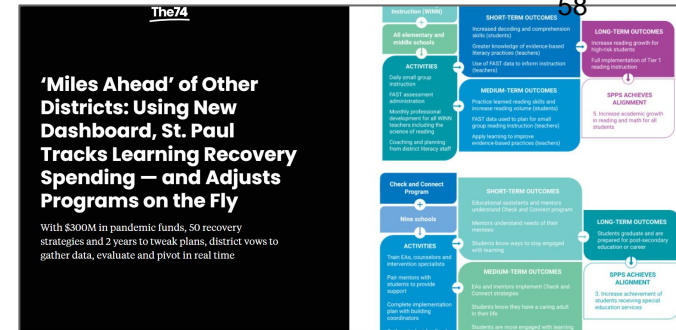 The74
58
'Miles Ahead' of Other
Districts: Using New
Dashboard, St. Paul
Tracks Learning Recovery
Spending — and Adjusts
Programs on the Fly
With $300M in pandemic funds, 50 recovery
strategies and 2 years to tweak plans, district vows to
gather data, evaluate and pivot in real time
Instruction (WINN)
All elementary and
middle schools
ACTIVITIES
Daily small group
instruction
FAST assessment
administration
Monthly professional
development for all WINN
teachers including the
science of reading
Coaching and planning
from district literacy staff
SHORT-TERM OUTCOMES
Increased decoding and comprehension
skills (students)
Greater knowledge of evidence-based
literacy practices (teachers)
Use of FAST data to inform instruction
(teachers)
MEDIUM-TERM OUTCOMES
Practice learned reading skills and
increase reading volume (students)
FAST data used to plan for small
group reading instruction (teachers)
Apply learning to improve
evidence-based practices (teachers)
LONG-TERM OUTCOMES
Increase reading growth for
high-risk students
Full implementation of Tier 1
reading instruction
SPPS ACHIEVES
ALIGNMENT
5. Increase academic growth
in reading and math for all
students
Check and Connect
Program
Nine schools
ACTIVITIES
Train EAs, counselors and
intervention specialists
Pair mentors with
students to provide
support
Complete implementation
plan with building
coordinators
SHORT-TERM OUTCOMES
Educational assistants and mentors
understand Check and Connect program
Mentors understand needs of their
mentees
Students know ways to stay engaged
with learning
MEDIUM-TERM OUTCOMES
EAs and mentors implement Check and
Connect strategies
Students know they have a caring adult
in their life
Students are more engaged with learning
LONG-TERM OUTCOMES
Students graduate and are
prepared for post-secondary
education or career
SPPS ACHIEVES
ALIGNMENT
3. Increase achievement of
students receiving special
education services